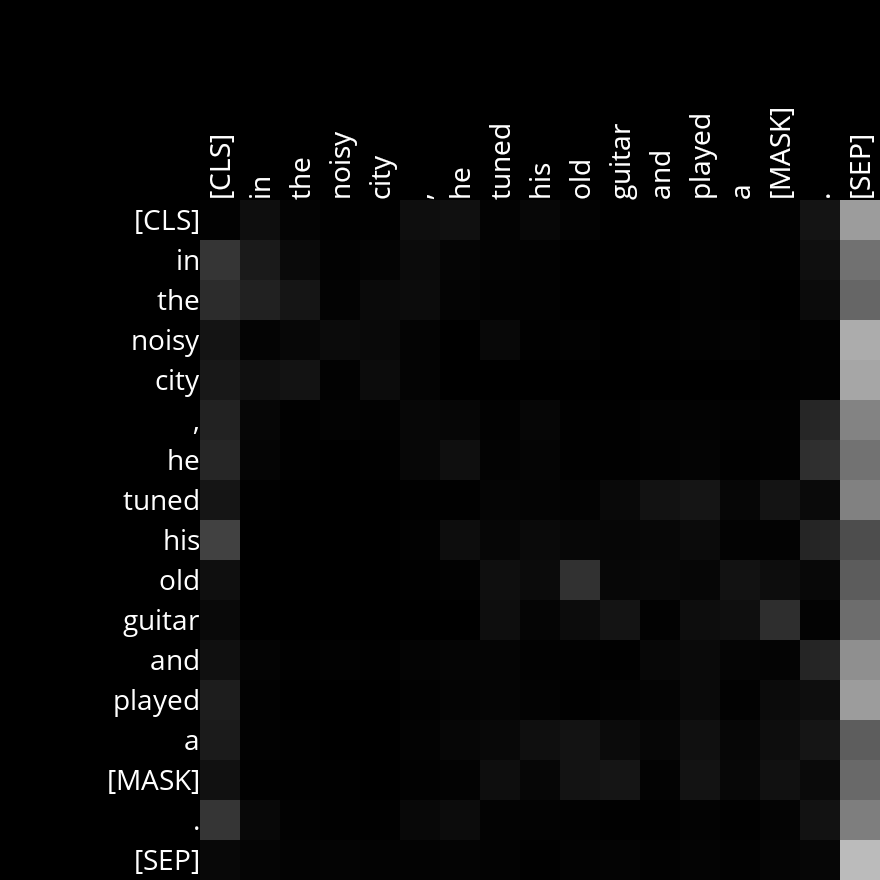 [CLS] in the noisy city , he tuned his old guitar and played a [MASK] . [SEP]
[CLS]
in
the
noisy
city
,
he
tuned
his
old
guitar
and
played
a
[MASK]
.
[SEP]